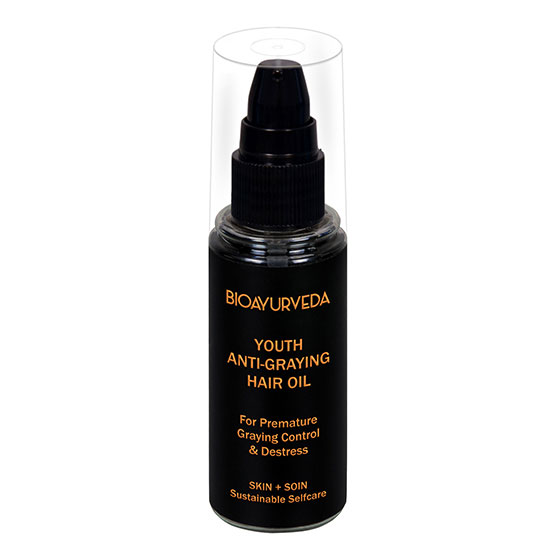 BIOAYURVEDA
YOUTH
ANTI-GRAYING
HAIR OIL
For Premature
Graying Control
& Destress
SKIN + SOIN
Sustainable Selfcare